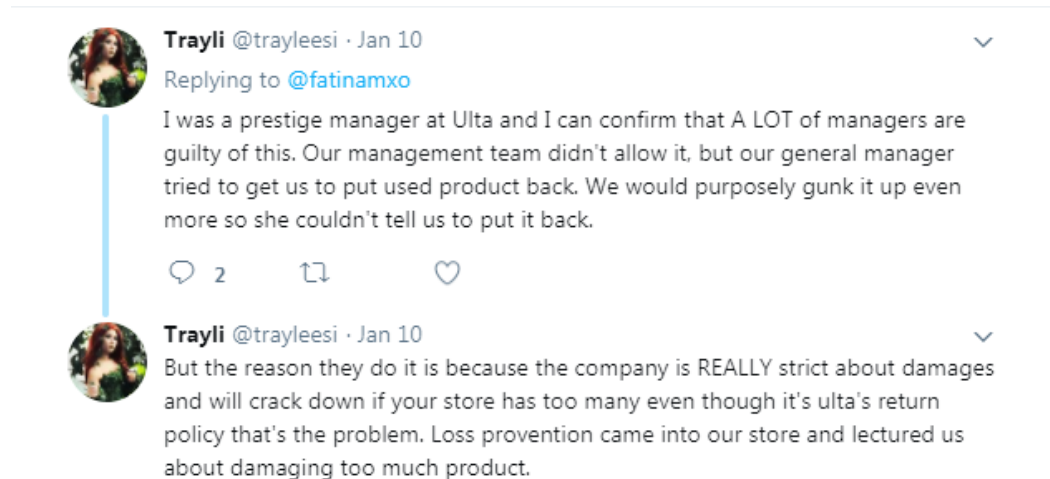 Trayli @trayleesi · Jan 10
Replying to @fatinamxo
I was a prestige manager at Ulta and I can confirm that A LOT of managers are
guilty of this. Our management team didn't allow it, but our general manager
tried to get us to put used product back. We would purposely gunk it up even
more so she couldn't tell us to put it back.
2
Trayli @trayleesi · Jan 10
But the reason they do it is because the company is REALLY strict about damages
and will crack down if your store has too many even though it's ulta's return
policy that's the problem. Loss provention came into our store and lectured us
about damaging too much product.